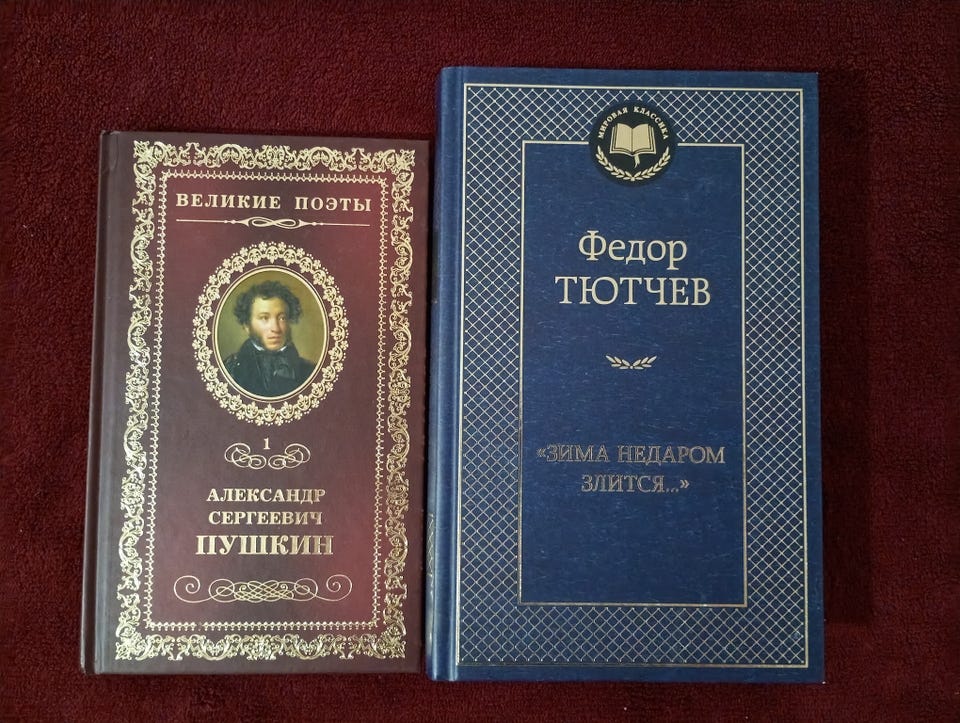 ВЕЛИКИЕ ПОЭТЫ
1
АЛЕКСАНДР
СЕРГЕЕВИЧ
ПУШКИН
МИРОВАЯ КЛАССИКА
Федор
ТЮТЧЕВ
«ЗИМА НЕДАРОМ
ЗЛИТСЯ...»